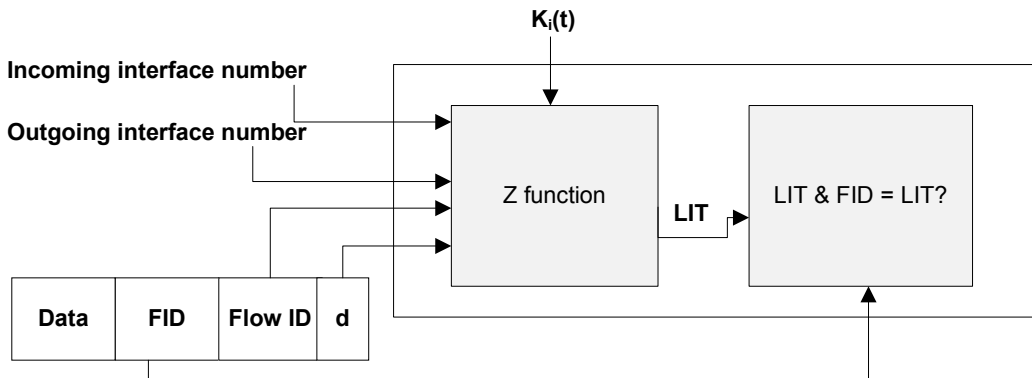 Kᵢ(t)
Incoming interface number
Outgoing interface number
Z function
LIT
LIT & FID = LIT?
Data
FID
Flow ID
d